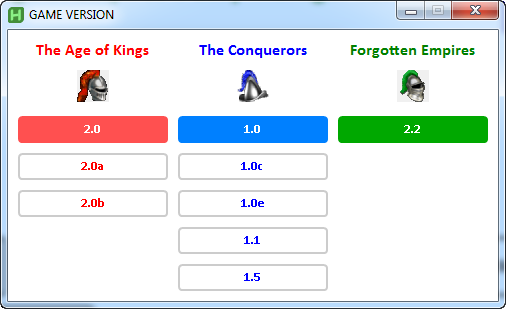 GAME VERSION
The Age of Kings
The Conquerors
Forgotten Empires
2.0
1.0
2.2
2.0a
1.0c
2.0b
1.0e
1.1
1.5